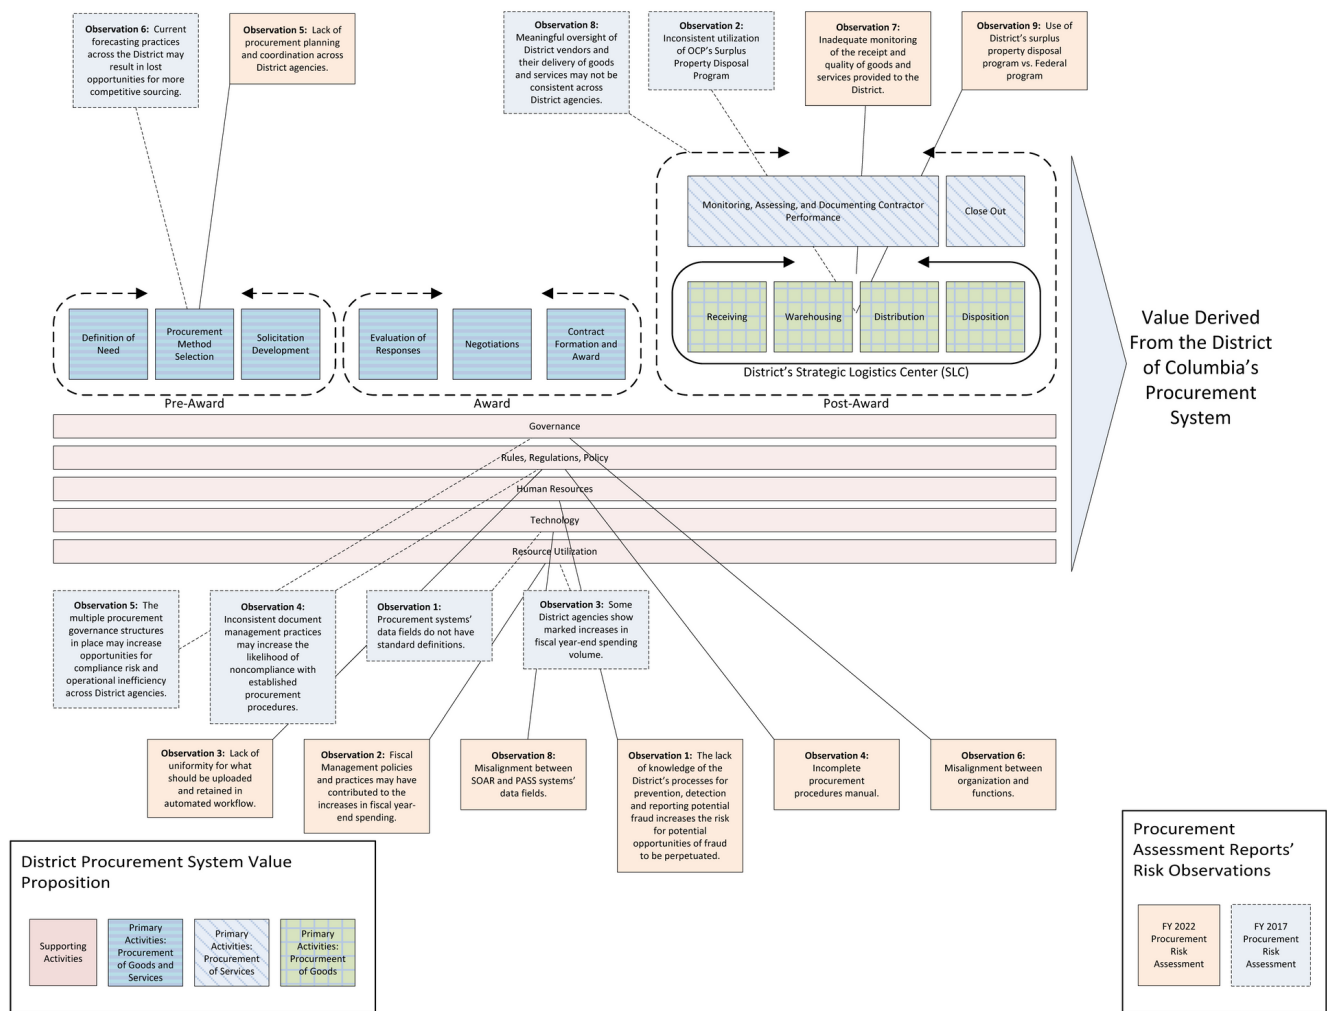 Observation 6: Current
forecasting practices
across the District may
result in lost
opportunities for more
competitive sourcing.
Observation 5: Lack of
procurement planning
and coordination across
District agencies.
Observation 8:
Meaningful oversight of
District vendors and
their delivery of goods
and services may not be
consistent across
District agencies.
Observation 2:
Inconsistent utilization
of OCP's Surplus
Property Disposal
Program
Observation 7:
Inadequate monitoring
of the receipt and
quality of goods and
services provided to the
District.
Observation 9: Use of
District's surplus
property disposal
program vs. Federal
program
Monitoring, Assessing, and Documenting Contractor
Performance
Close Out
Receiving
Warehousing
Distribution
Disposition
District's Strategic Logistics Center (SLC)
Definition of
Need
Procurement
Method
Selection
Solicitation
Development
Evaluation of
Responses
Negotiations
Contract
Formation and
Award
Pre-Award
Award
Post-Award
Value Derived
From the District
of Columbia's
Procurement
System
Governance
Rules, Regulations, Policy
Human Resources
Technology
Resource Utilization
Observation 5: The
multiple procurement
governance structures
in place may increase
opportunities for
compliance risk and
operational inefficiency
across District agencies.
Observation 4:
Inconsistent document
management practices
may increase the
likelihood of
noncompliance with
established
procurement
procedures.
Observation 1:
Procurement systems'
data fields do not have
standard definitions.
Observation 3: Some
District agencies show
marked increases in
fiscal year-end spending
volume.
Observation 3: Lack of
uniformity for what
should be uploaded
and retained in
automated workflow.
Observation 2: Fiscal
Management policies
and practices may have
contributed to the
increases in fiscal year-
end spending.
Observation 8:
Misalignment between
SOAR and PASS systems'
data fields.
Observation 1: The lack
of knowledge of the
District's processes for
prevention, detection
and reporting potential
fraud increases the risk
for potential
opportunities of fraud
to be perpetuated.
Observation 4:
Incomplete
procurement
procedures manual.
Observation 6:
Misalignment between
organization and
functions.
District Procurement System Value
Proposition
Supporting
Activities
Primary
Activities:
Procurement
of Goods and
Services
Primary
Activities:
Procurement
of Services
Primary
Activities:
Procurmeent
of Goods
Procurement
Assessment Reports'
Risk Observations
FY 2022
Procurement
Risk
Assessment
FY 2017
Procurement
Risk
Assessment